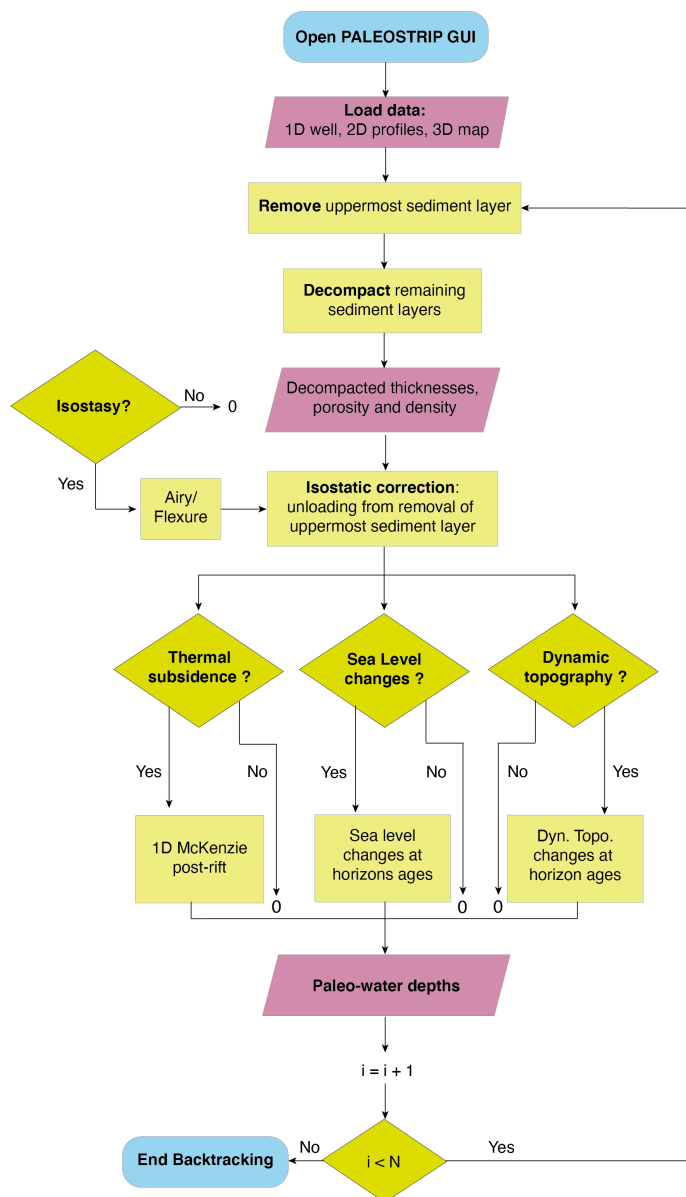 Open PALEOSTRIP GUI
Load data:
1D well, 2D profiles, 3D map
Remove uppermost sediment layer
Decompact remaining
sediment layers
Decompacted thicknesses,
porosity and density
Isostasy?
No
0
Yes
Airy/
Flexure
Isostatic correction:
unloading from removal of
uppermost sediment layer
Thermal
subsidence ?
Sea Level
changes ?
Dynamic
topography ?
Yes
No
Yes
No
No
Yes
1D McKenzie
post-rift
0
Sea level
changes at
horizons ages
0
0
Dyn. Topo.
changes at
horizon ages
Paleo-water depths
i = i + 1
i < N
No
Yes
End Backtracking